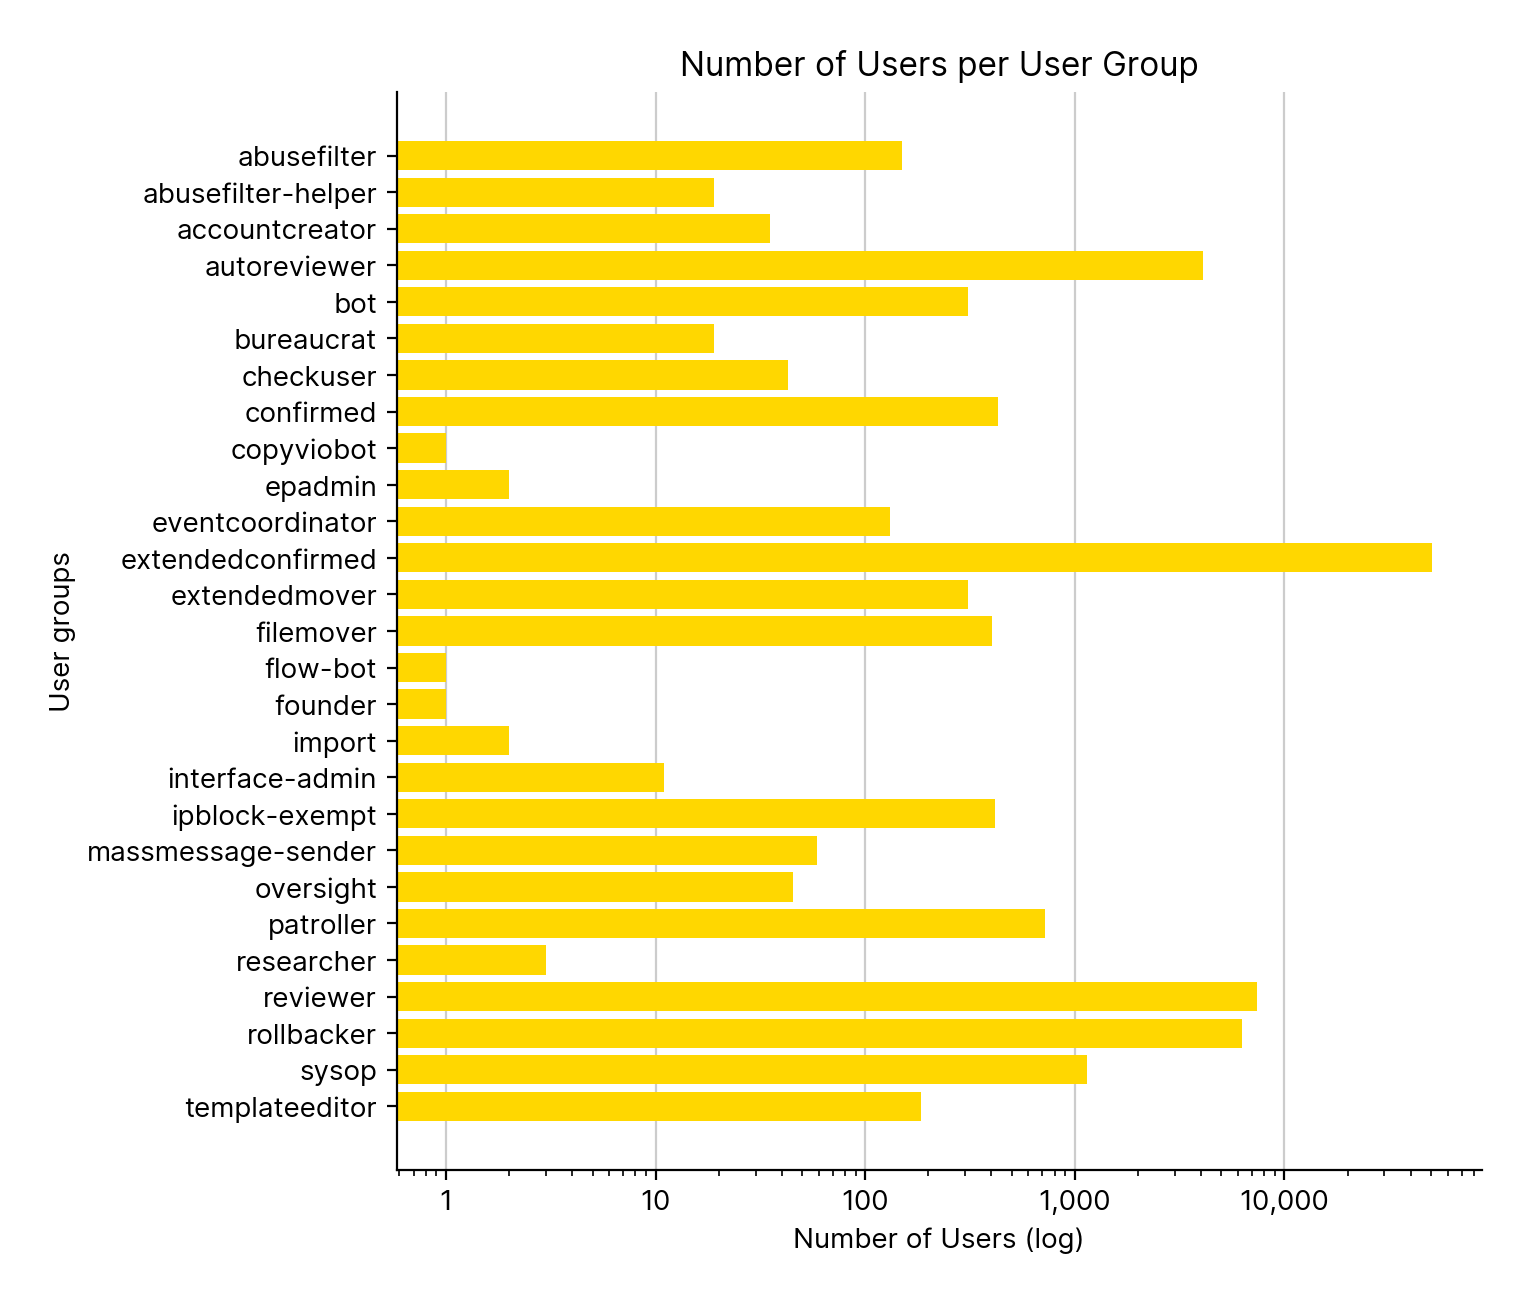 Number of Users per User Group
User groups
abusefilter
abusefilter-helper
accountcreator
autoreviewer
bot
bureaucrat
checkuser
confirmed
copyviobot
epadmin
eventcoordinator
extendedconfirmed
extendedmover
filemover
flow-bot
founder
import
interface-admin
ipblock-exempt
massmessage-sender
oversight
patroller
researcher
reviewer
rollbacker
sysop
templateeditor
1 10 100 1,000 10,000
Number of Users (log)